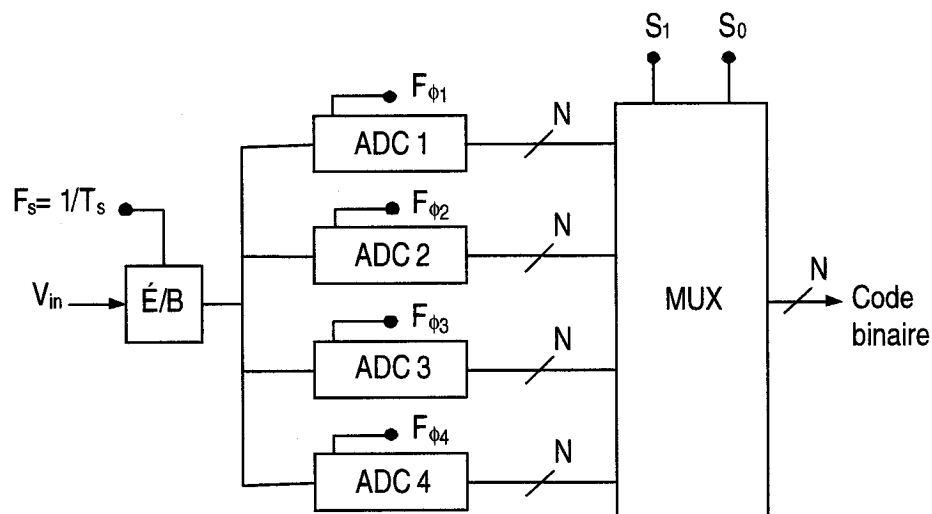 S₁ S₀
Fϕ1
N
ADC 1
Fₛ= 1/Tₛ
Fϕ2
N
ADC 2
Vᵢₙ
É/B
MUX
N
Code
binaire
Fϕ3
N
ADC 3
Fϕ4
N
ADC 4